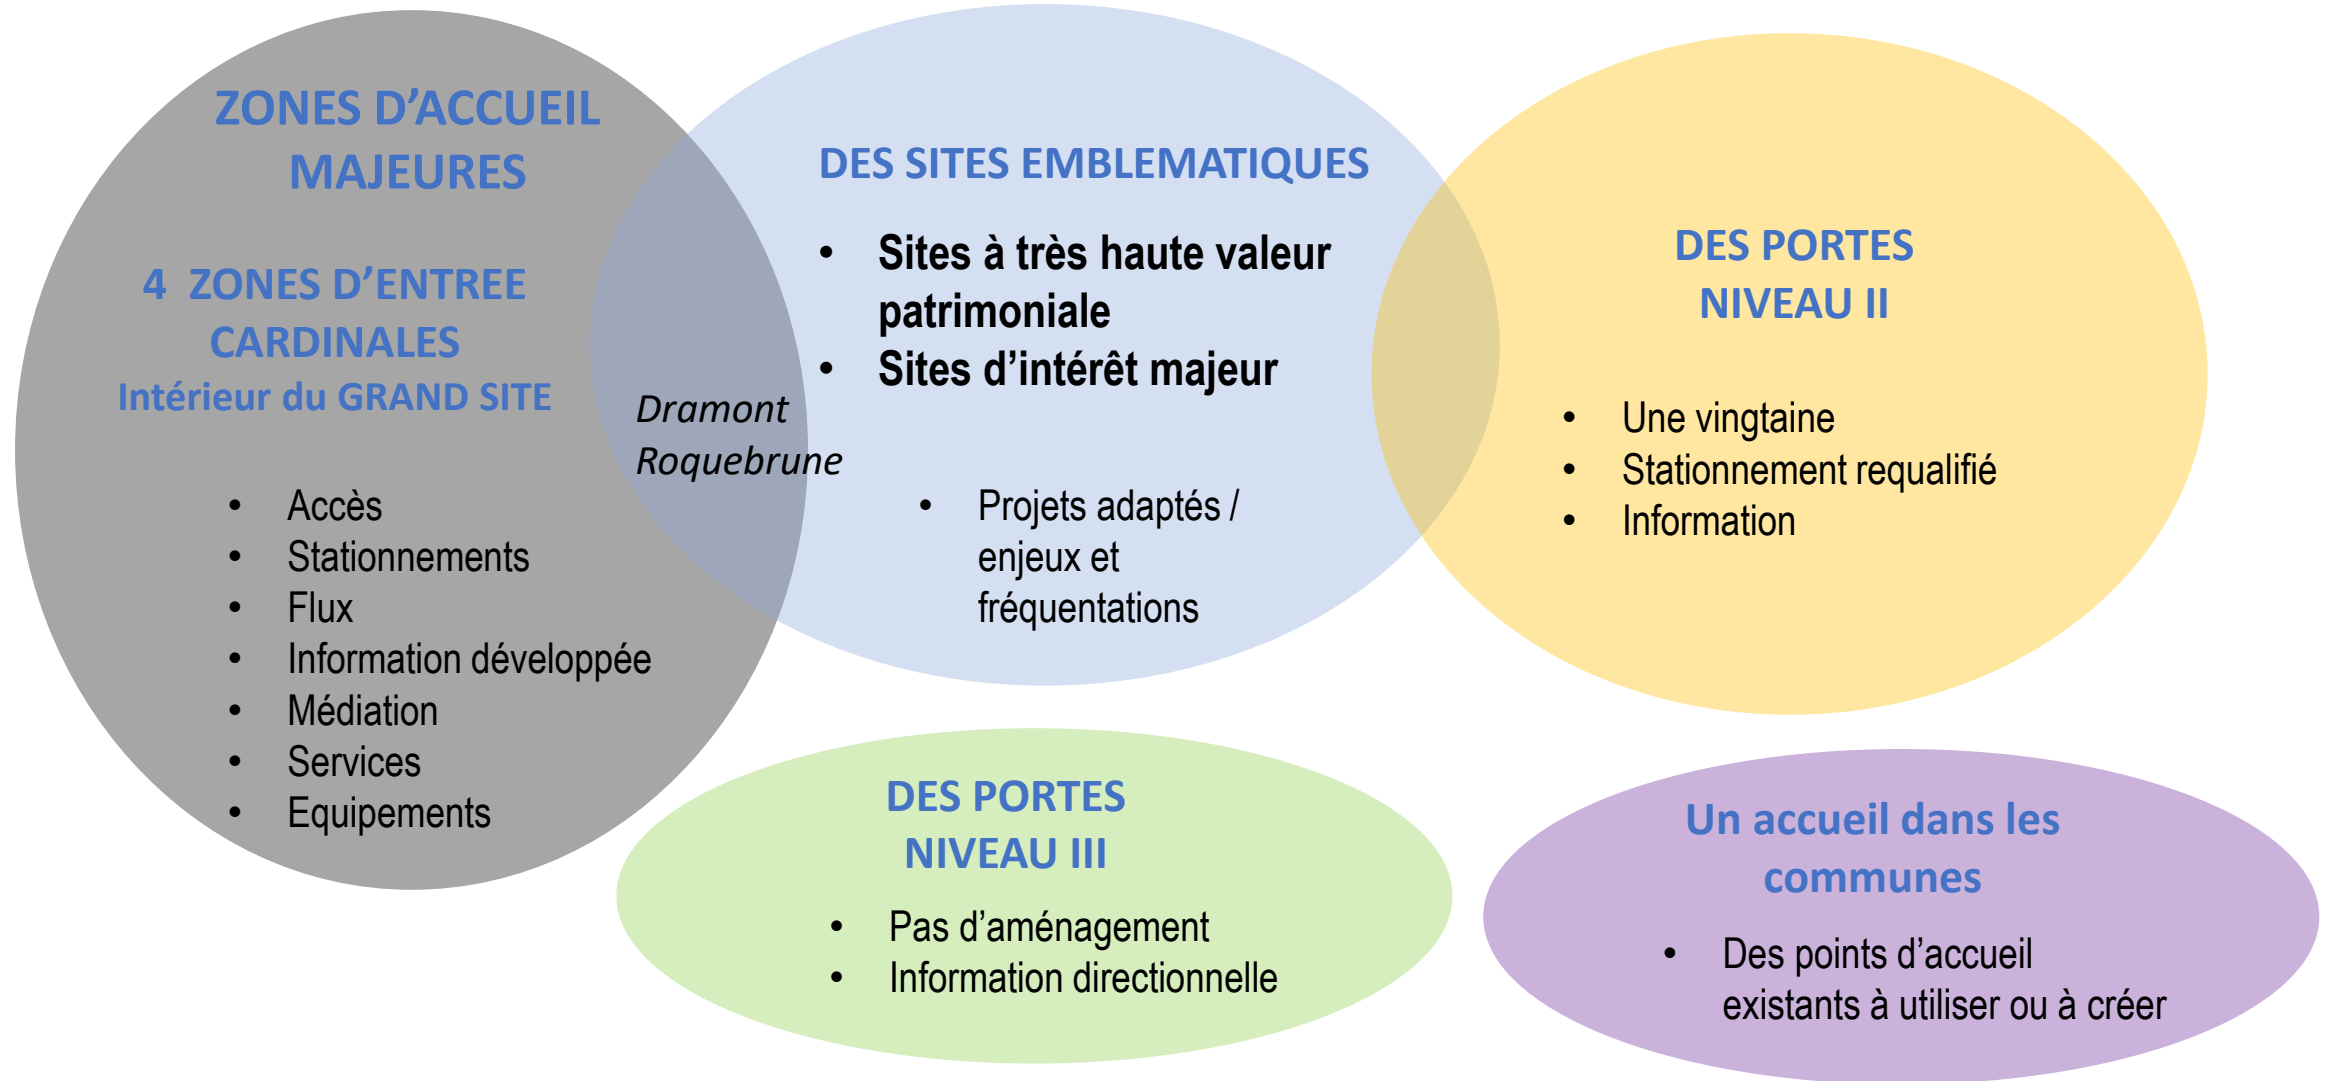 ZONES D’ACCUEIL
MAJEURES
4 ZONES D’ENTREE
CARDINALES
Intérieur du GRAND SITE
• Accès
• Stationnements
• Flux
• Information développée
• Médiation
• Services
• Equipements
Dramont
Roquebrune
DES SITES EMBLEMATIQUES
• Sites à très haute valeur
patrimoniale
• Sites d’intérêt majeur
• Projets adaptés /
enjeux et
fréquentations
DES PORTES
NIVEAU II
• Une vingtaine
• Stationnement requalifié
• Information
DES PORTES
NIVEAU III
• Pas d’aménagement
• Information directionnelle
Un accueil dans les
communes
• Des points d’accueil
existants à utiliser ou à créer